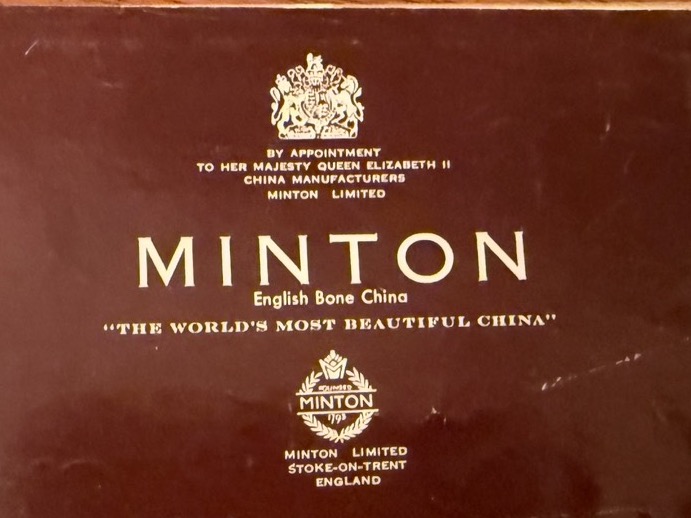 BY APPOINTMENT
TO HER MAJESTY QUEEN ELIZABETH II
CHINA MANUFACTURERS
MINTON LIMITED
MINTON
English Bone China
"THE WORLD'S MOST BEAUTIFUL CHINA"
FOUNDED
MINTON
1793
MINTON LIMITED
STOKE-ON-TRENT
ENGLAND